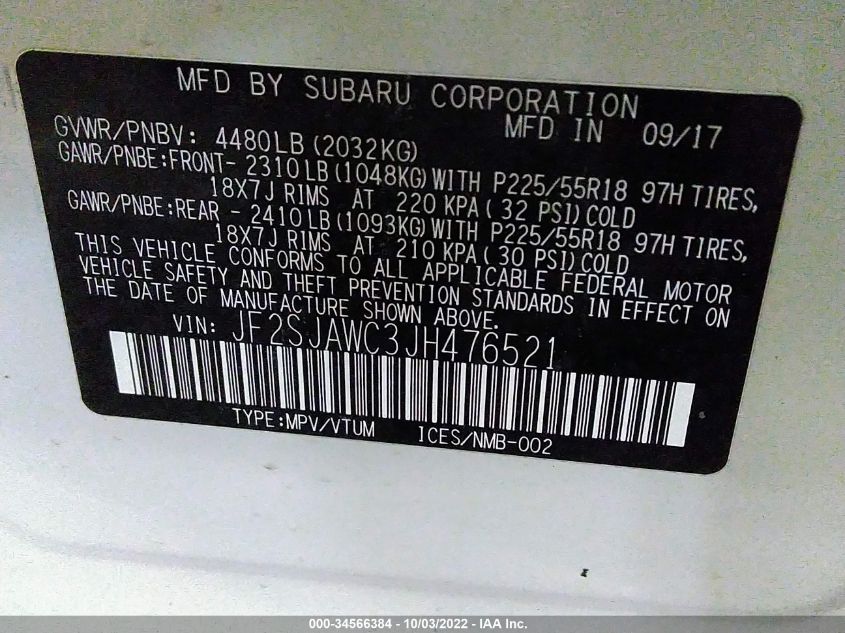 MFD BY SUBARU CORPORATION
MFD IN 09/17
GVWR/PNBV: 4480LB (2032KG)
GAWR/PNBE:FRONT- 2310LB (1048KG) WITH P225/55R18 97H TIRES,
18X7J RIMS AT 220 KPA( 32 PSI) COLD
GAWR/PNBE:REAR - 2410LB (1093KG) WITH P225/55R18 97H TIRES,
18X7J RIMS AT 210 KPA( 30 PSI) COLD
THIS VEHICLE CONFORMS TO ALL APPLICABLE FEDERAL MOTOR
VEHICLE SAFETY AND THEFT PREVENTION STANDARDS IN EFFECT ON
THE DATE OF MANUFACTURE SHOWN ABOVE.
VIN: JF2SJAWC3JH476521
TYPE:MPV/VTUM ICES/NMB-002
000-34566384 - 10/03/2022 - IAA Inc.